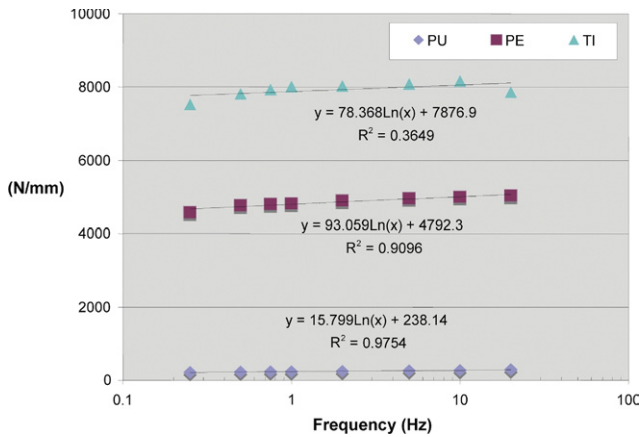 10000
PU PE TI
8000
y = 78.368Ln(x) + 7876.9
R² = 0.3649
6000
(N/mm)
4000
y = 93.059Ln(x) + 4792.3
R² = 0.9096
2000
y = 15.799Ln(x) + 238.14
R² = 0.9754
0
0.1 1 10 100
Frequency (Hz)